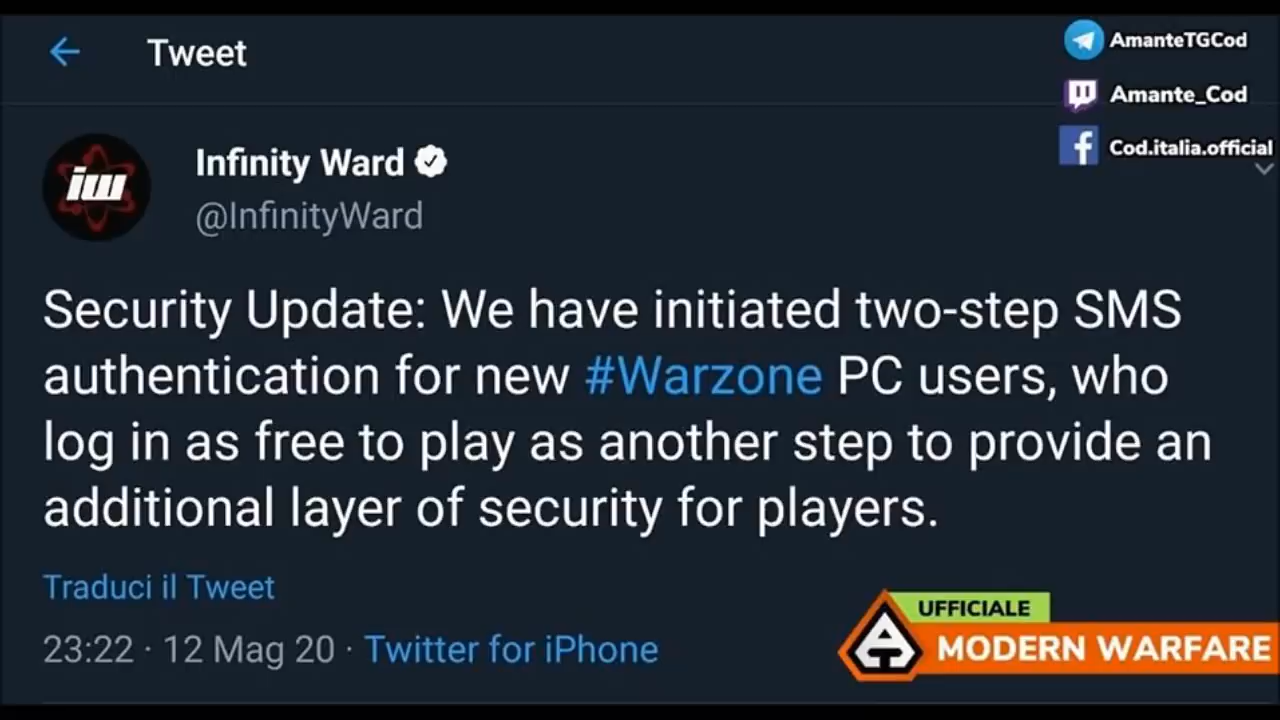 Tweet
AmanteTGCod
Amante_Cod
Cod.italia.official
iw
Infinity Ward
@InfinityWard
Security Update: We have initiated two-step SMS
authentication for new #Warzone PC users, who
log in as free to play as another step to provide an
additional layer of security for players.
Traduci il Tweet
23:22 · 12 Mag 20 · Twitter for iPhone
UFFICIALE
MODERN WARFARE